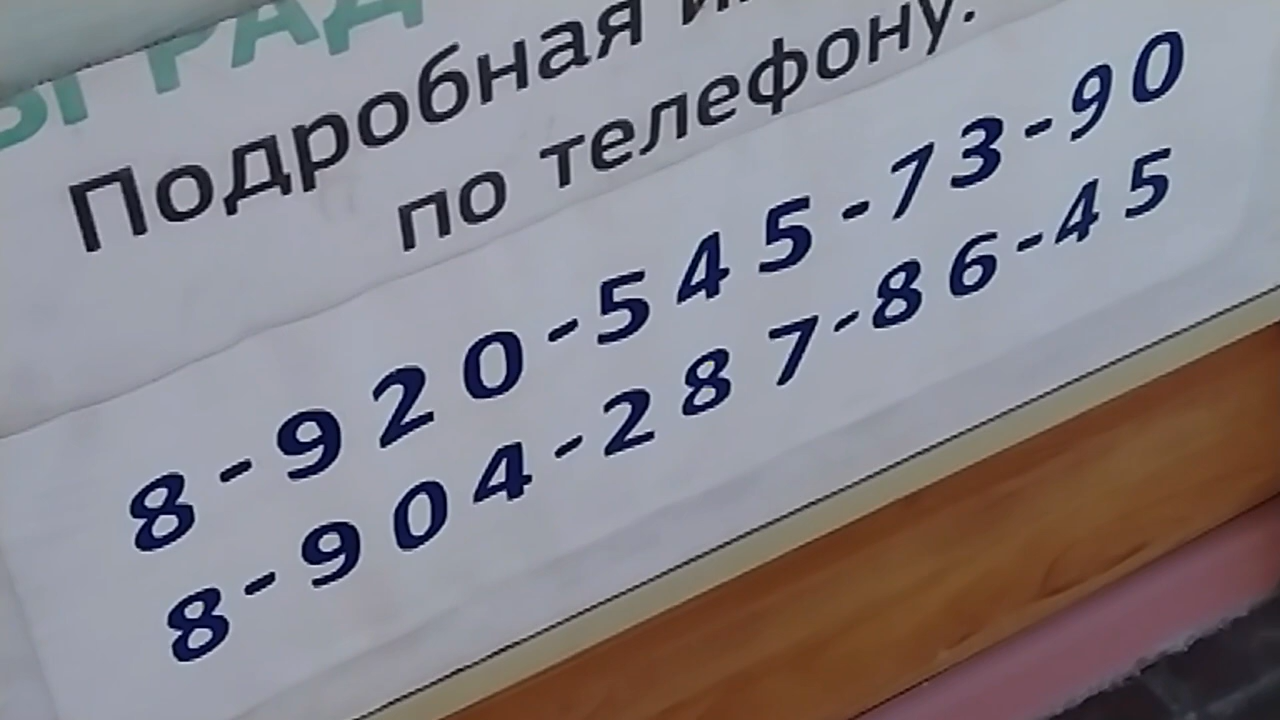 Подробная
по телефону:
8-920-545-73-90
8-904-287-86-45